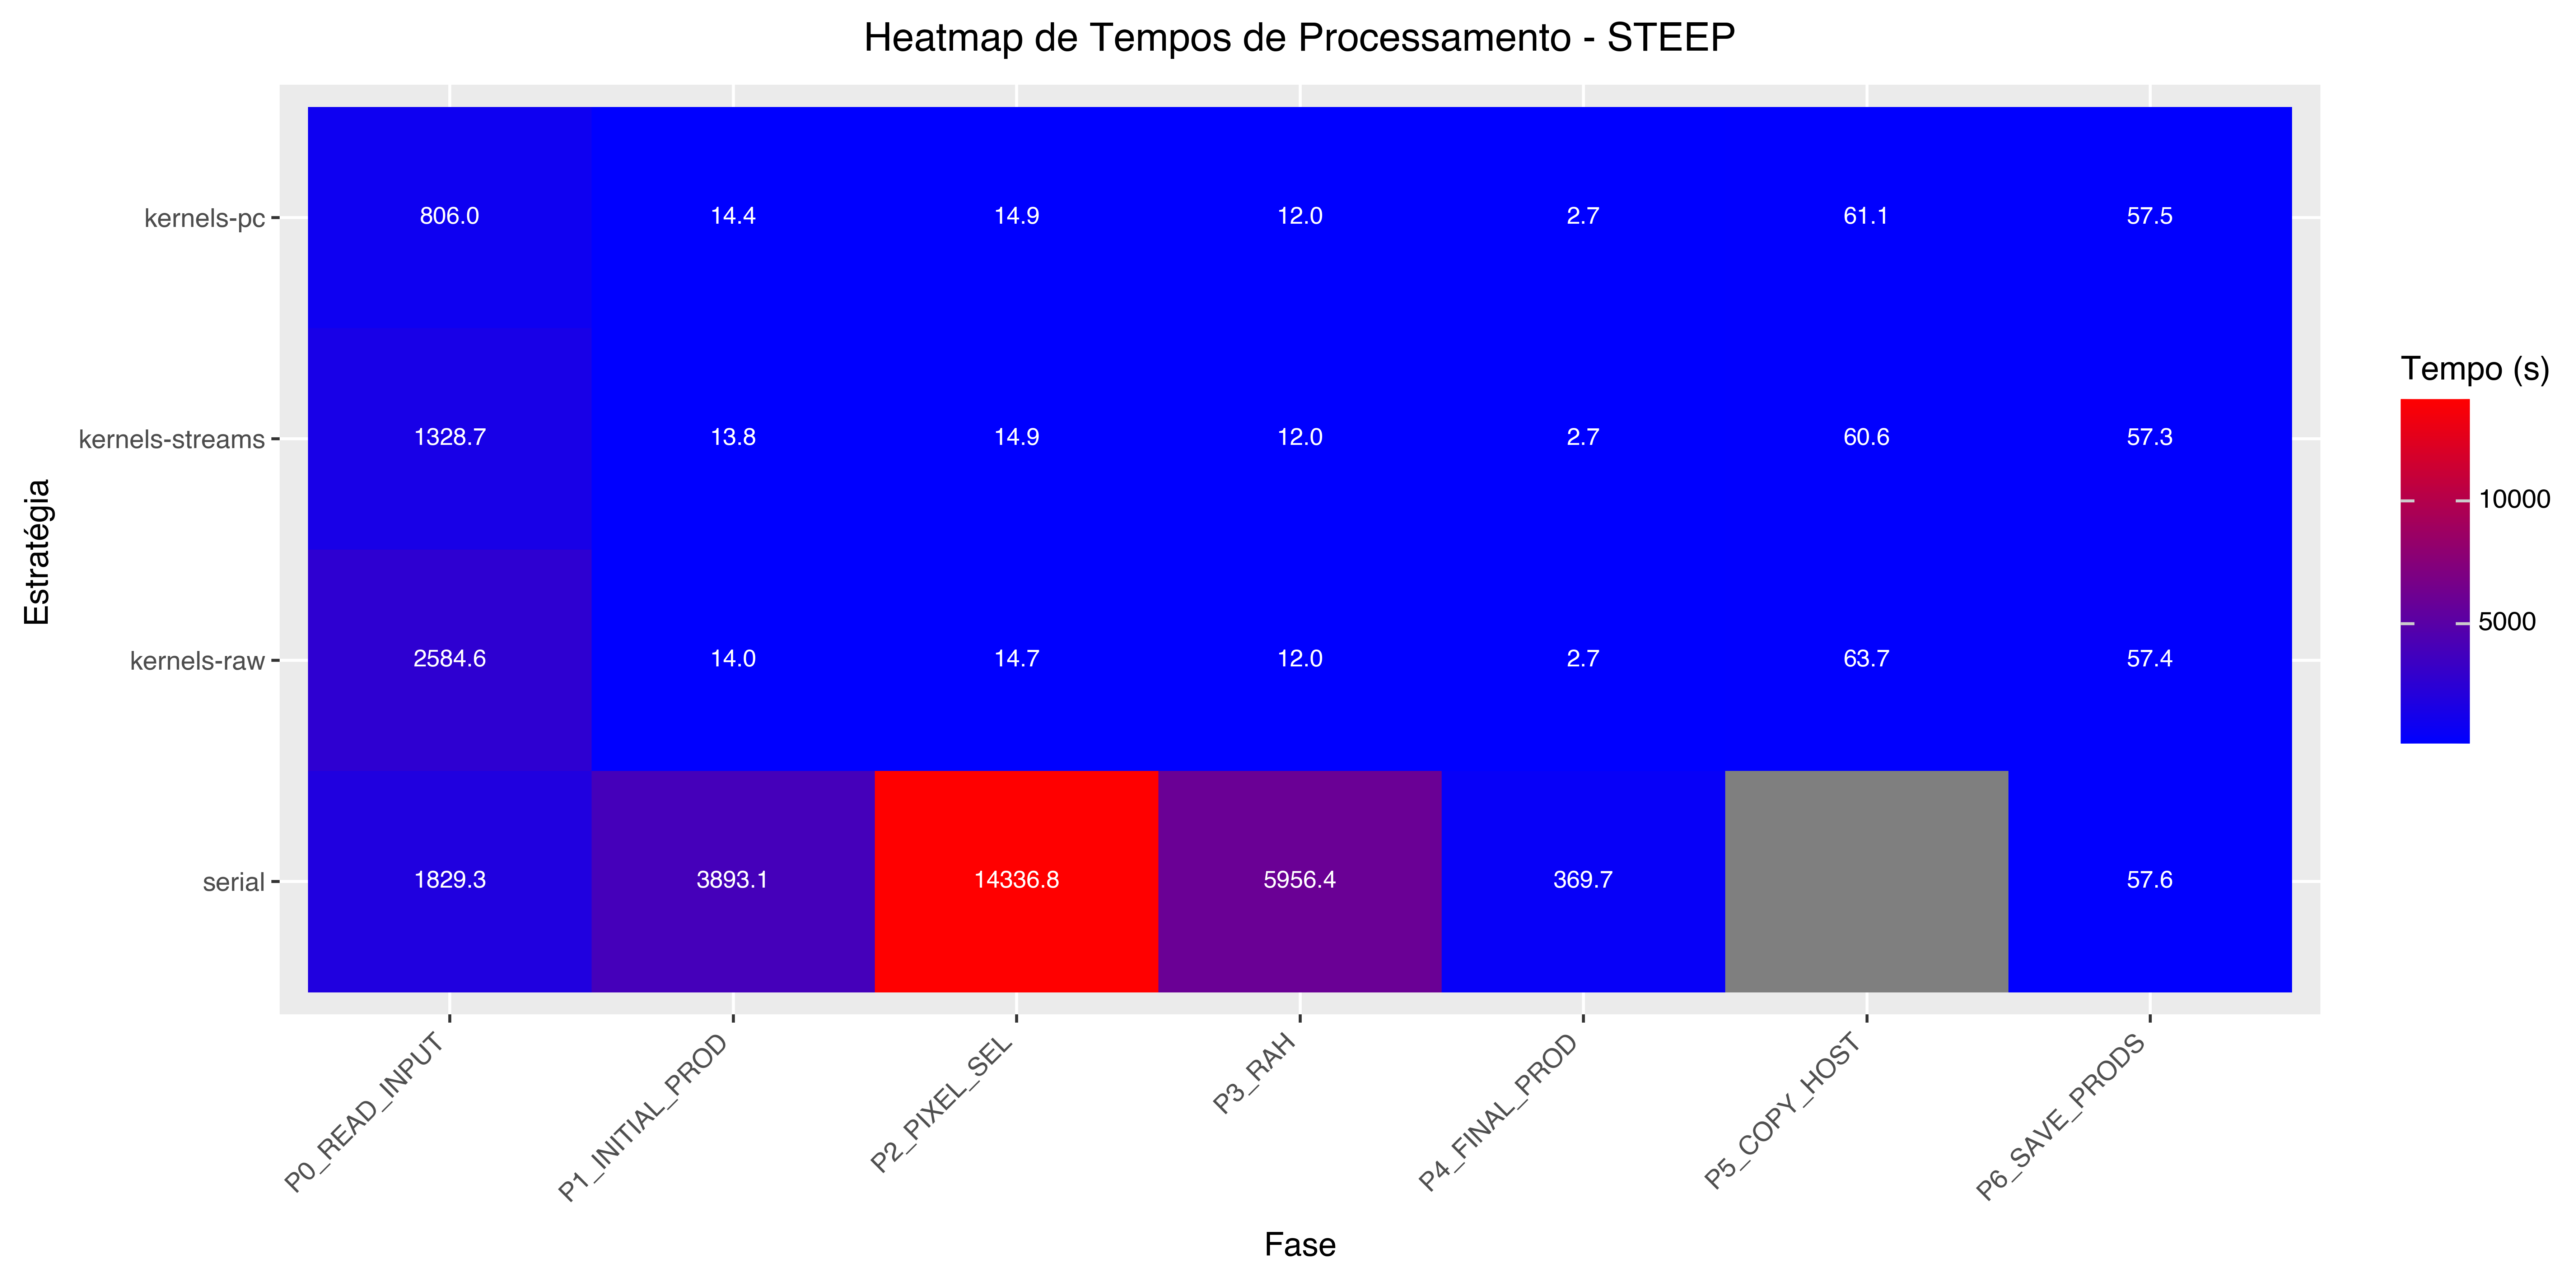 Heatmap de Tempos de Processamento - STEEP
Estratégia
kernels-pc 806.0 14.4 14.9 12.0 2.7 61.1 57.5
kernels-streams 1328.7 13.8 14.9 12.0 2.7 60.6 57.3
kernels-raw 2584.6 14.0 14.7 12.0 2.7 63.7 57.4
serial 1829.3 3893.1 14336.8 5956.4 369.7 57.6
P0_READ_INPUT P1_INITIAL_PROD P2_PIXEL_SEL P3_RAH P4_FINAL_PROD P5_COPY_HOST P6_SAVE_PRODS
Fase
Tempo (s)
10000
5000